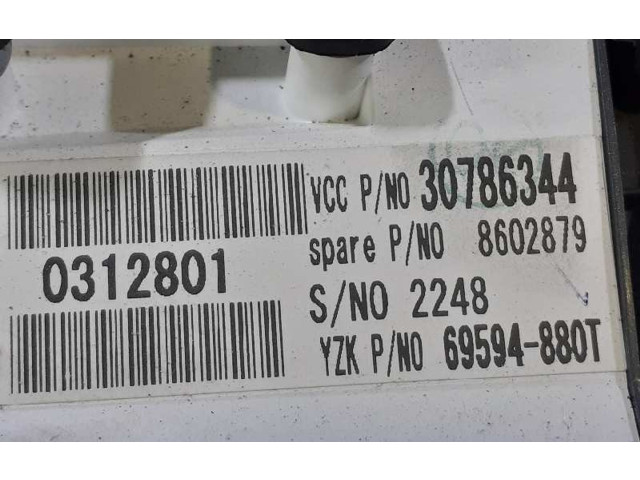 VCC P/NO 30786344
spare P/NO 8602879
0312801
S/NO 2248
YZK P/NO 69594-880T